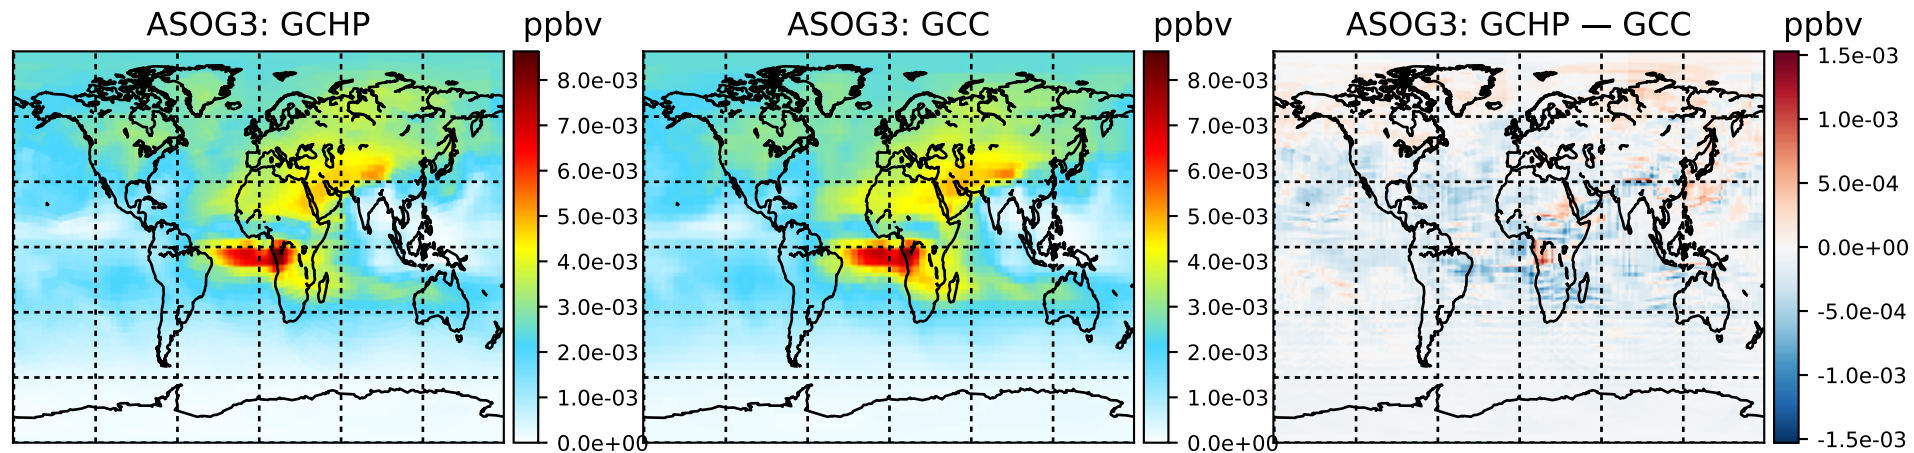 ASOG3: GCHP
ppbv
8.0e-03
7.0e-03
6.0e-03
5.0e-03
4.0e-03
3.0e-03
2.0e-03
1.0e-03
0.0e+00
ASOG3: GCC
ppbv
8.0e-03
7.0e-03
6.0e-03
5.0e-03
4.0e-03
3.0e-03
2.0e-03
1.0e-03
0.0e+00
ASOG3: GCHP — GCC
ppbv
1.5e-03
1.0e-03
5.0e-04
0.0e+00
-5.0e-04
-1.0e-03
-1.5e-03